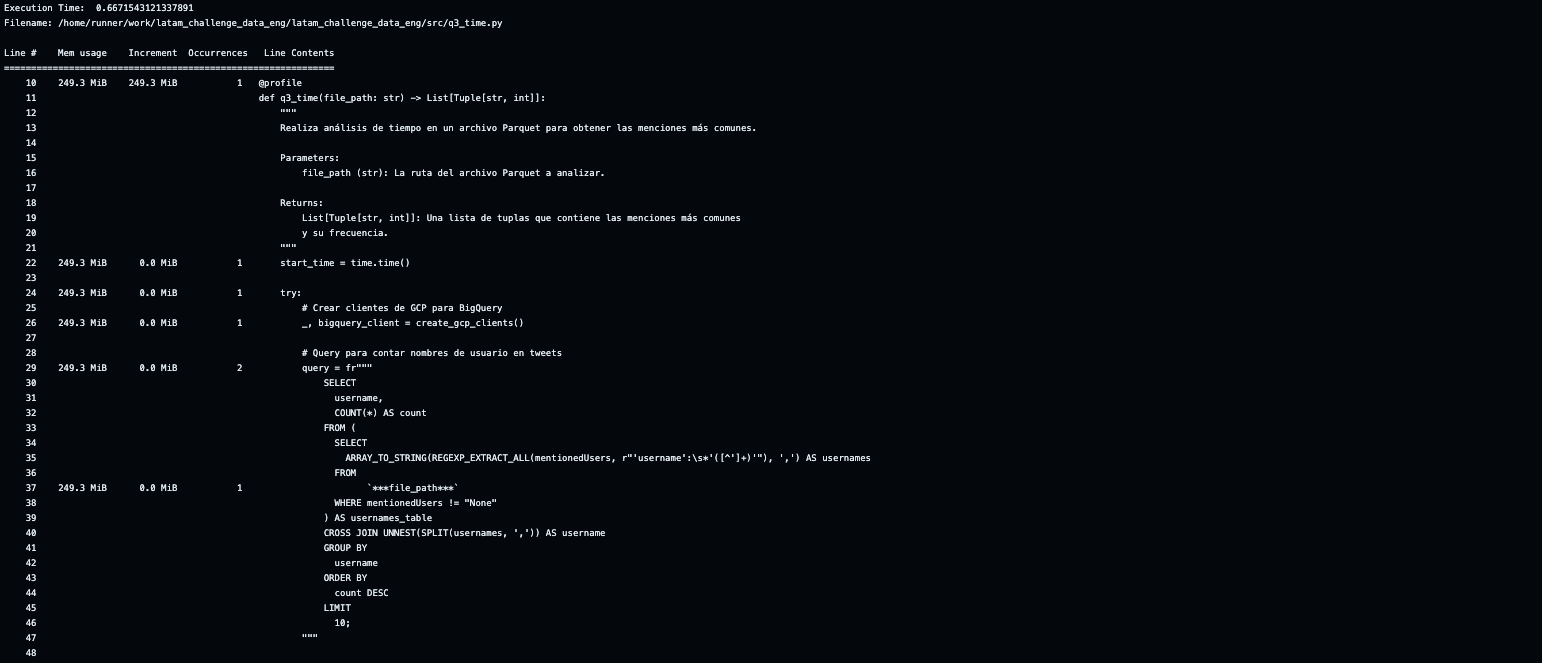 Execution Time:  0.6671543121337891
Filename: /home/runner/work/latam_challenge_data_eng/latam_challenge_data_eng/src/q3_time.py
Line #    Mem usage    Increment  Occurrences   Line Contents
=============================================================
    10    249.3 MiB    249.3 MiB           1   @profile
    11                                         def q3_time(file_path: str) -> List[Tuple[str, int]]:
    12                                             """
    13                                             Realiza análisis de tiempo en un archivo Parquet para obtener las menciones más comunes.
    14
    15                                             Parameters:
    16                                                 file_path (str): La ruta del archivo Parquet a analizar.
    17
    18                                             Returns:
    19                                                 List[Tuple[str, int]]: Una lista de tuplas que contiene las menciones más comunes
    20                                                 y su frecuencia.
    21                                             """
    22    249.3 MiB      0.0 MiB           1       start_time = time.time()
    23
    24    249.3 MiB      0.0 MiB           1       try:
    25                                                 # Crear clientes de GCP para BigQuery
    26    249.3 MiB      0.0 MiB           1           _, bigquery_client = create_gcp_clients()
    27
    28                                                 # Query para contar nombres de usuario en tweets
    29    249.3 MiB      0.0 MiB           2           query = fr"""
    30                                                     SELECT
    31                                                       username,
    32                                                       COUNT(*) AS count
    33                                                     FROM (
    34                                                       SELECT
    35                                                         ARRAY_TO_STRING(REGEXP_EXTRACT_ALL(mentionedUsers, r"'username':\s*'([^']+)'"), ',') AS usernames
    36                                                       FROM
    37    249.3 MiB      0.0 MiB           1                       `***file_path***`
    38                                                       WHERE mentionedUsers != "None"
    39                                                     ) AS usernames_table
    40                                                     CROSS JOIN UNNEST(SPLIT(usernames, ',')) AS username
    41                                                     GROUP BY
    42                                                       username
    43                                                     ORDER BY
    44                                                       count DESC
    45                                                     LIMIT
    46                                                       10;
    47                                                 """
    48